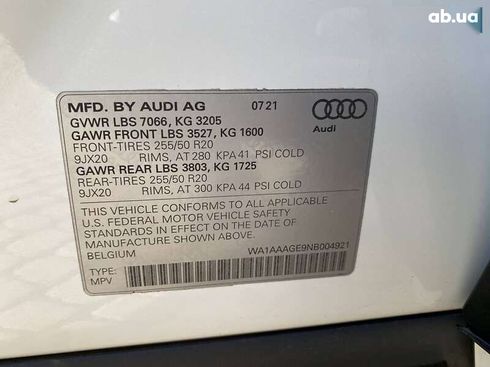 ab.ua
MFD. BY AUDI AG 07 21
GVWR LBS 7066, KG 3205
GAWR FRONT LBS 3527, KG 1600
FRONT-TIRES 255/50 R20
9JX20 RIMS, AT 280 KPA 41 PSI COLD
GAWR REAR LBS 3803, KG 1725
REAR-TIRES 255/50 R20
9JX20 RIMS, AT 300 KPA 44 PSI COLD
Audi
THIS VEHICLE CONFORMS TO ALL APPLICABLE
U.S. FEDERAL MOTOR VEHICLE SAFETY
STANDARDS IN EFFECT ON DATE OF
MANUFACTURE SHOWN ABOVE.
BELGIUM WA1AAAGE9NB004921
TYPE:
MPV